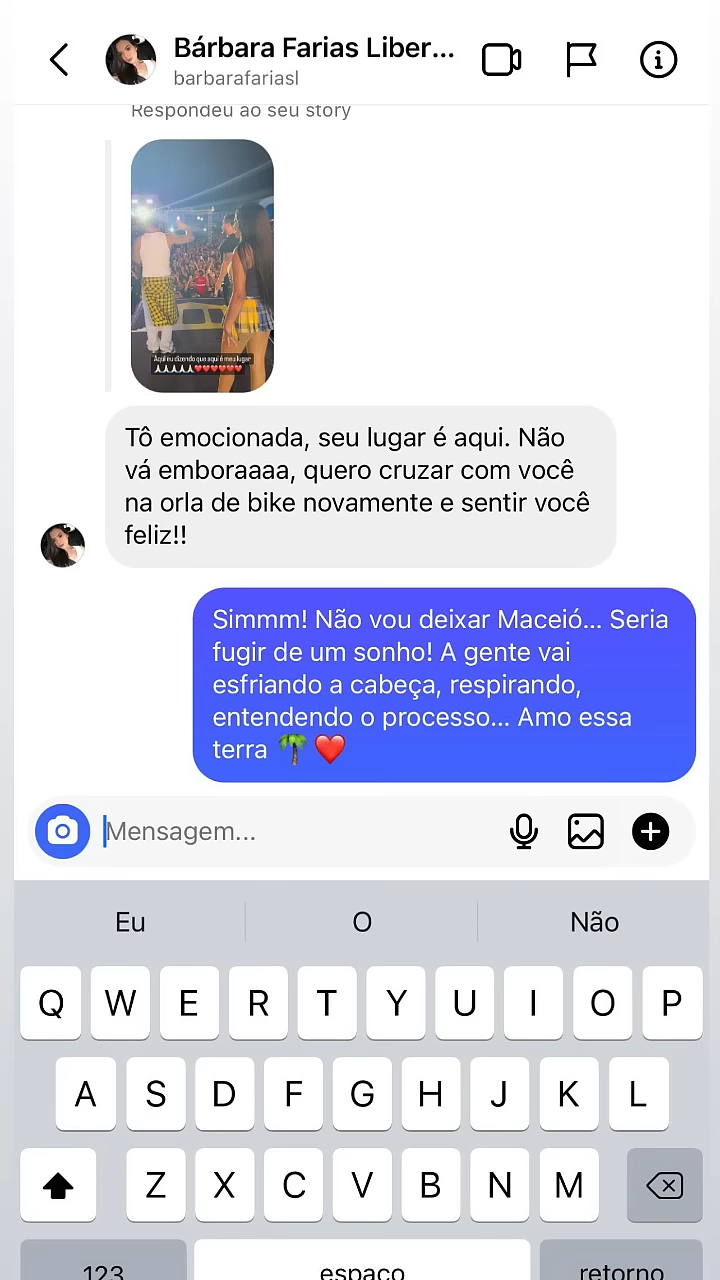 Bárbara Farias Liber...
barbarafariasl
Respondeu ao seu story
Aqui eu dizendo que aqui é meu lugar
🙏🏻🙏🏻🙏🏻🙏🏻🙏🏻❤️❤️❤️❤️❤️❤️
Tô emocionada, seu lugar é aqui. Não
vá emboraaaa, quero cruzar com você
na orla de bike novamente e sentir você
feliz!!
Simmm! Não vou deixar Maceió... Seria
fugir de um sonho! A gente vai
esfriando a cabeça, respirando,
entendendo o processo... Amo essa
terra 🌴❤️
Mensagem...
Eu O Não
Q W E R T Y U I O P
A S D F G H J K L
Z X C V B N M
123 espaço retorno